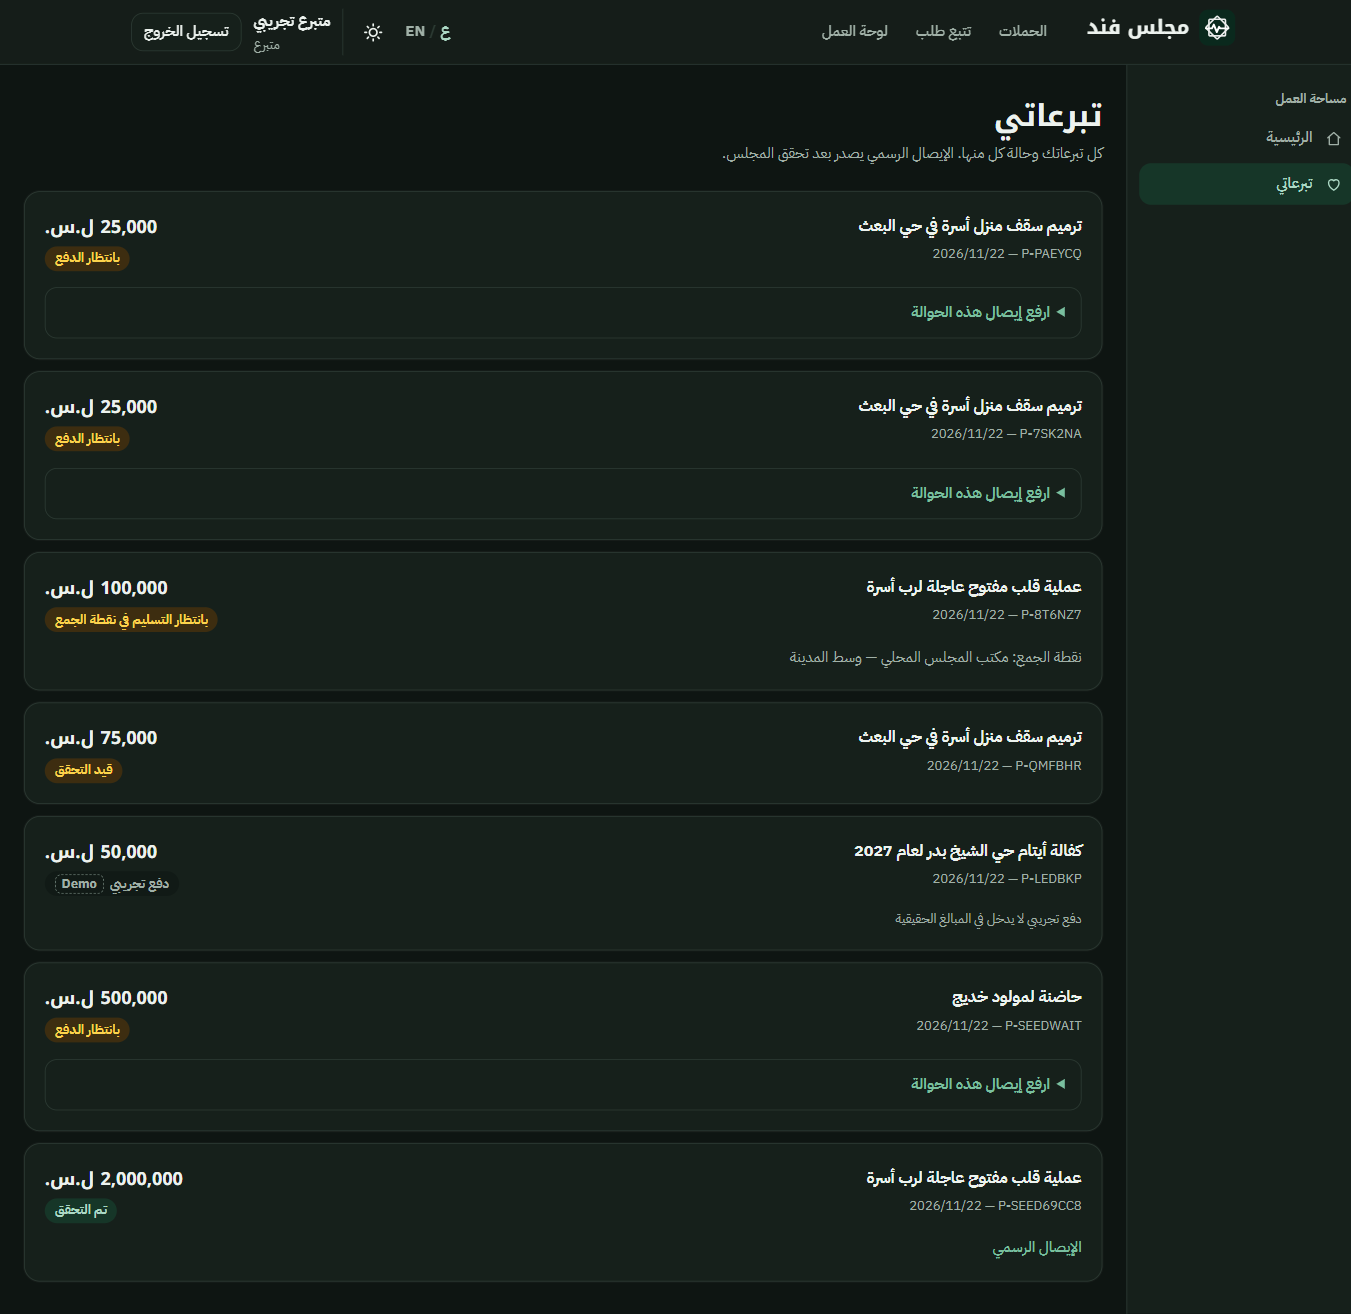 مجلس فند
الحملات
تتبع طلب
لوحة العمل
ع / EN
متبرع تجريبي
متبرع
تسجيل الخروج
مساحة العمل
الرئيسية
تبرعاتي
تبرعاتي
كل تبرعاتك وحالة كل منها. الإيصال الرسمي يصدر بعد تحقق المجلس.
ترميم سقف منزل أسرة في حي البعث
25,000 ل.س.
2026/11/22 — P-PAEYCQ
بانتظار الدفع
ارفع إيصال هذه الحوالة
ترميم سقف منزل أسرة في حي البعث
25,000 ل.س.
2026/11/22 — P-7SK2NA
بانتظار الدفع
ارفع إيصال هذه الحوالة
عملية قلب مفتوح عاجلة لرب أسرة
100,000 ل.س.
2026/11/22 — P-8T6NZ7
بانتظار التسليم في نقطة الجمع
نقطة الجمع: مكتب المجلس المحلي — وسط المدينة
ترميم سقف منزل أسرة في حي البعث
75,000 ل.س.
2026/11/22 — P-QMFBHR
قيد التحقق
كفالة أيتام حي الشيخ بدر لعام 2027
50,000 ل.س.
2026/11/22 — P-LEDBKP
دفع تجريبي Demo
دفع تجريبي لا يدخل في المبالغ الحقيقية
حاضنة لمولود خديج
500,000 ل.س.
2026/11/22 — P-SEEDWAIT
بانتظار الدفع
ارفع إيصال هذه الحوالة
عملية قلب مفتوح عاجلة لرب أسرة
2,000,000 ل.س.
2026/11/22 — P-SEED69CC8
تم التحقق
الإيصال الرسمي